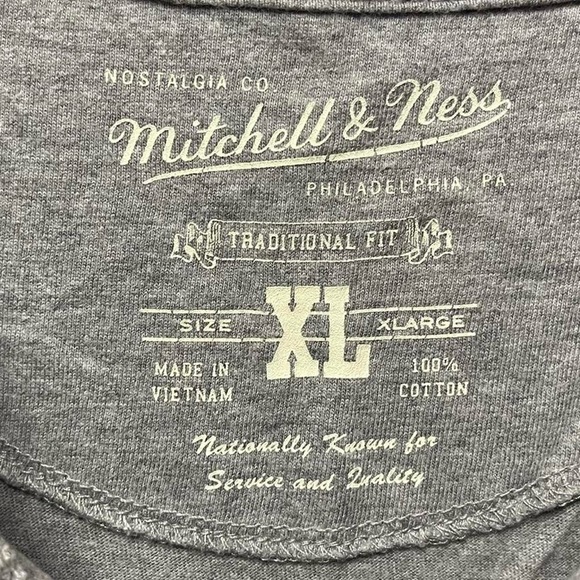 NOSTALGIA CO.
Mitchell & Ness
PHILADELPHIA, PA
TRADITIONAL FIT
SIZE XL XLARGE
MADE IN VIETNAM
100% COTTON
Nationally Known for
Service and Quality